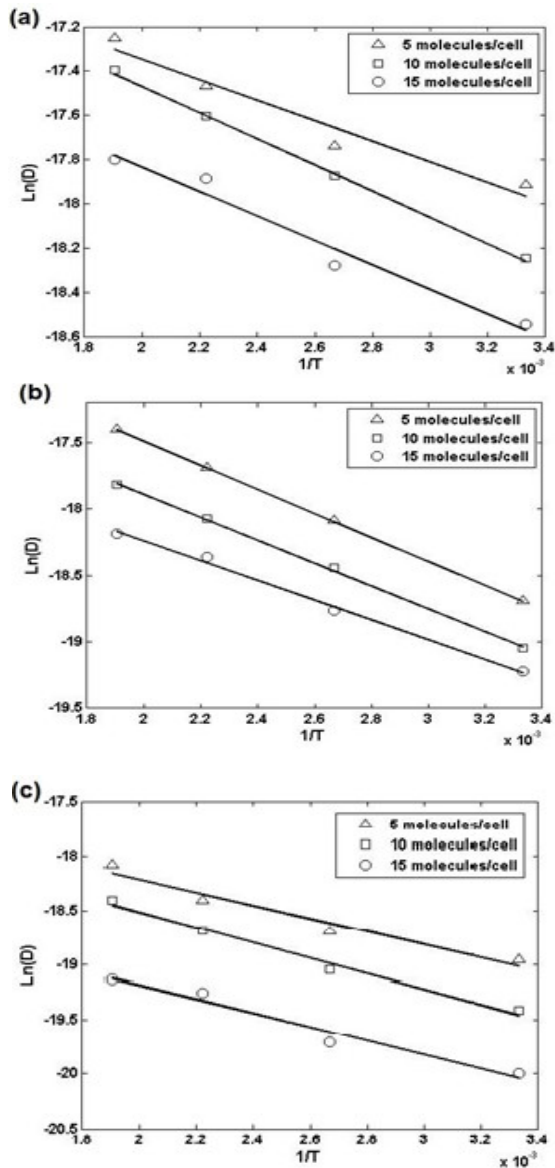 (a)
-17.2
-17.4
-17.6
-17.8
-18
-18.2
-18.4
-18.6
Ln(D)
5 molecules/cell
10 molecules/cell
15 molecules/cell
1.8 2 2.2 2.4 2.6 2.8 3 3.2 3.4
1/T
x 10⁻³
(b)
-17.5
-18
-18.5
-19
-19.5
Ln(D)
5 molecules/cell
10 molecules/cell
15 molecules/cell
1.8 2 2.2 2.4 2.6 2.8 3 3.2 3.4
1/T
x 10⁻³
(c)
-17.5
-18
-18.5
-19
-19.5
-20
-20.5
Ln(D)
5 molecules/cell
10 molecules/cell
15 molecules/cell
1.8 2 2.2 2.4 2.6 2.8 3 3.2 3.4
1/T
x 10⁻³